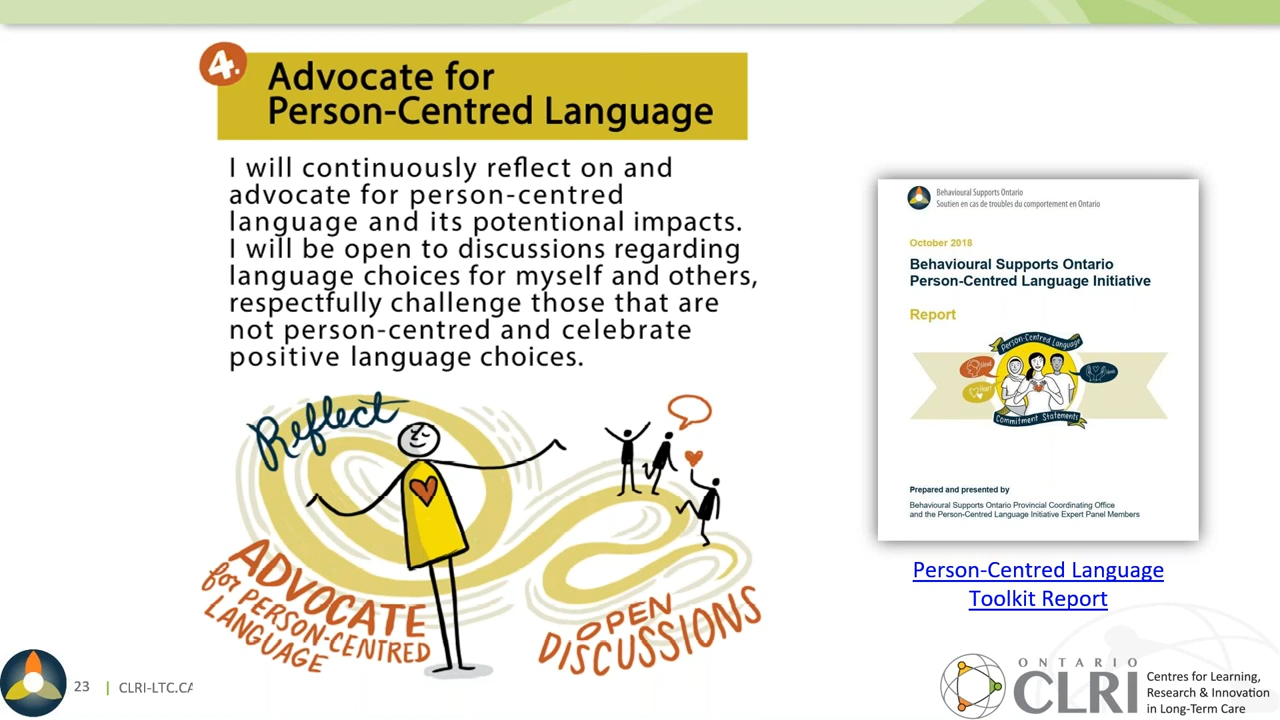 4.
Advocate for
Person-Centred Language
I will continuously reflect on and
advocate for person-centred
language and its potentional impacts.
I will be open to discussions regarding
language choices for myself and others,
respectfully challenge those that are
not person-centred and celebrate
positive language choices.
Reflect
ADVOCATE
for PERSON-CENTRED
LANGUAGE
OPEN
DISCUSSIONS
Behavioural Supports Ontario
Soutien en cas de troubles du comportement en Ontario
October 2018
Behavioural Supports Ontario
Person-Centred Language Initiative
Report
Person-Centred Language
Commitment Statements
Prepared and presented by
Behavioural Supports Ontario Provincial Coordinating Office
and the Person-Centred Language Initiative Expert Panel Members
Person-Centred Language
Toolkit Report
23 | CLRI-LTC.CA
ONTARIO
CLRI
Centres for Learning,
Research & Innovation
in Long-Term Care